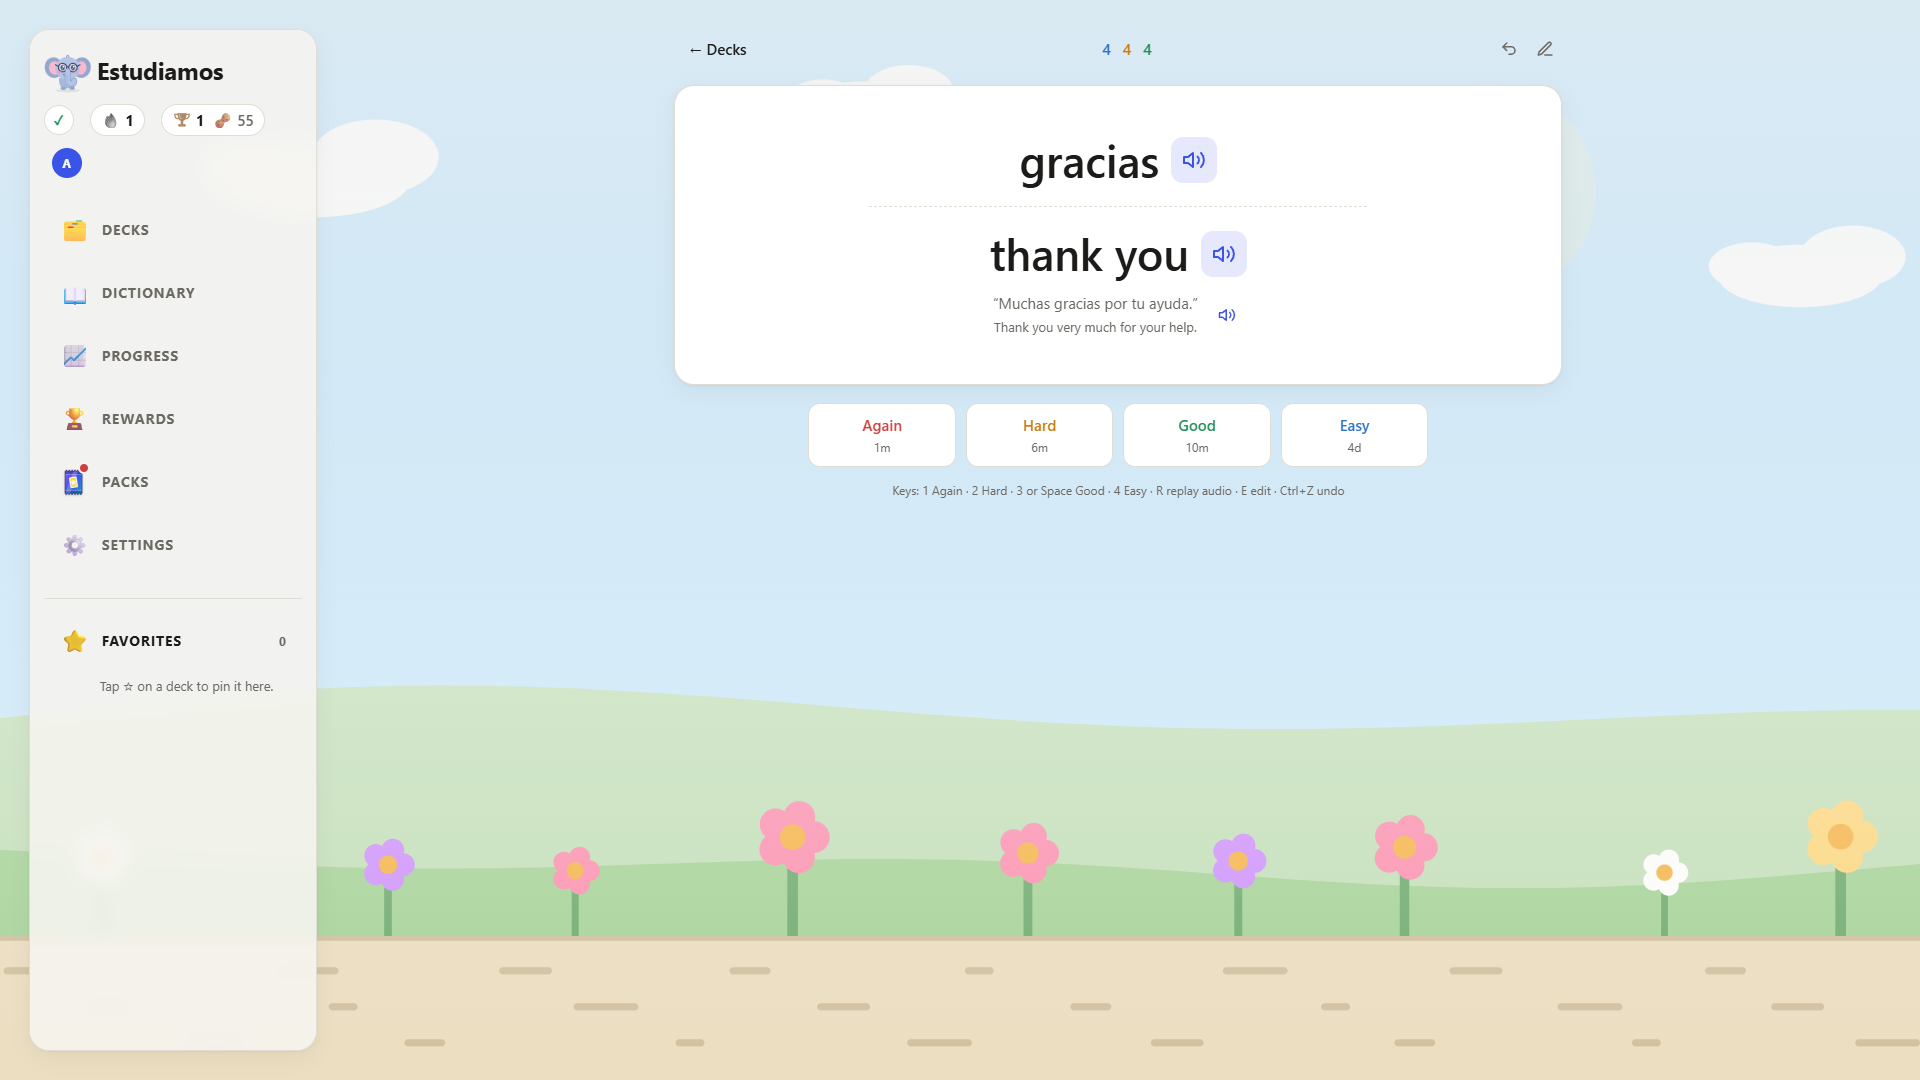 Estudiamos
✓ 1 1 55
A
DECKS
DICTIONARY
PROGRESS
REWARDS
PACKS
SETTINGS
FAVORITES 0
Tap ☆ on a deck to pin it here.
← Decks 4 4 4
gracias
thank you
“Muchas gracias por tu ayuda.”
Thank you very much for your help.
Again Hard Good Easy
1m 6m 10m 4d
Keys: 1 Again · 2 Hard · 3 or Space Good · 4 Easy · R replay audio · E edit · Ctrl+Z undo